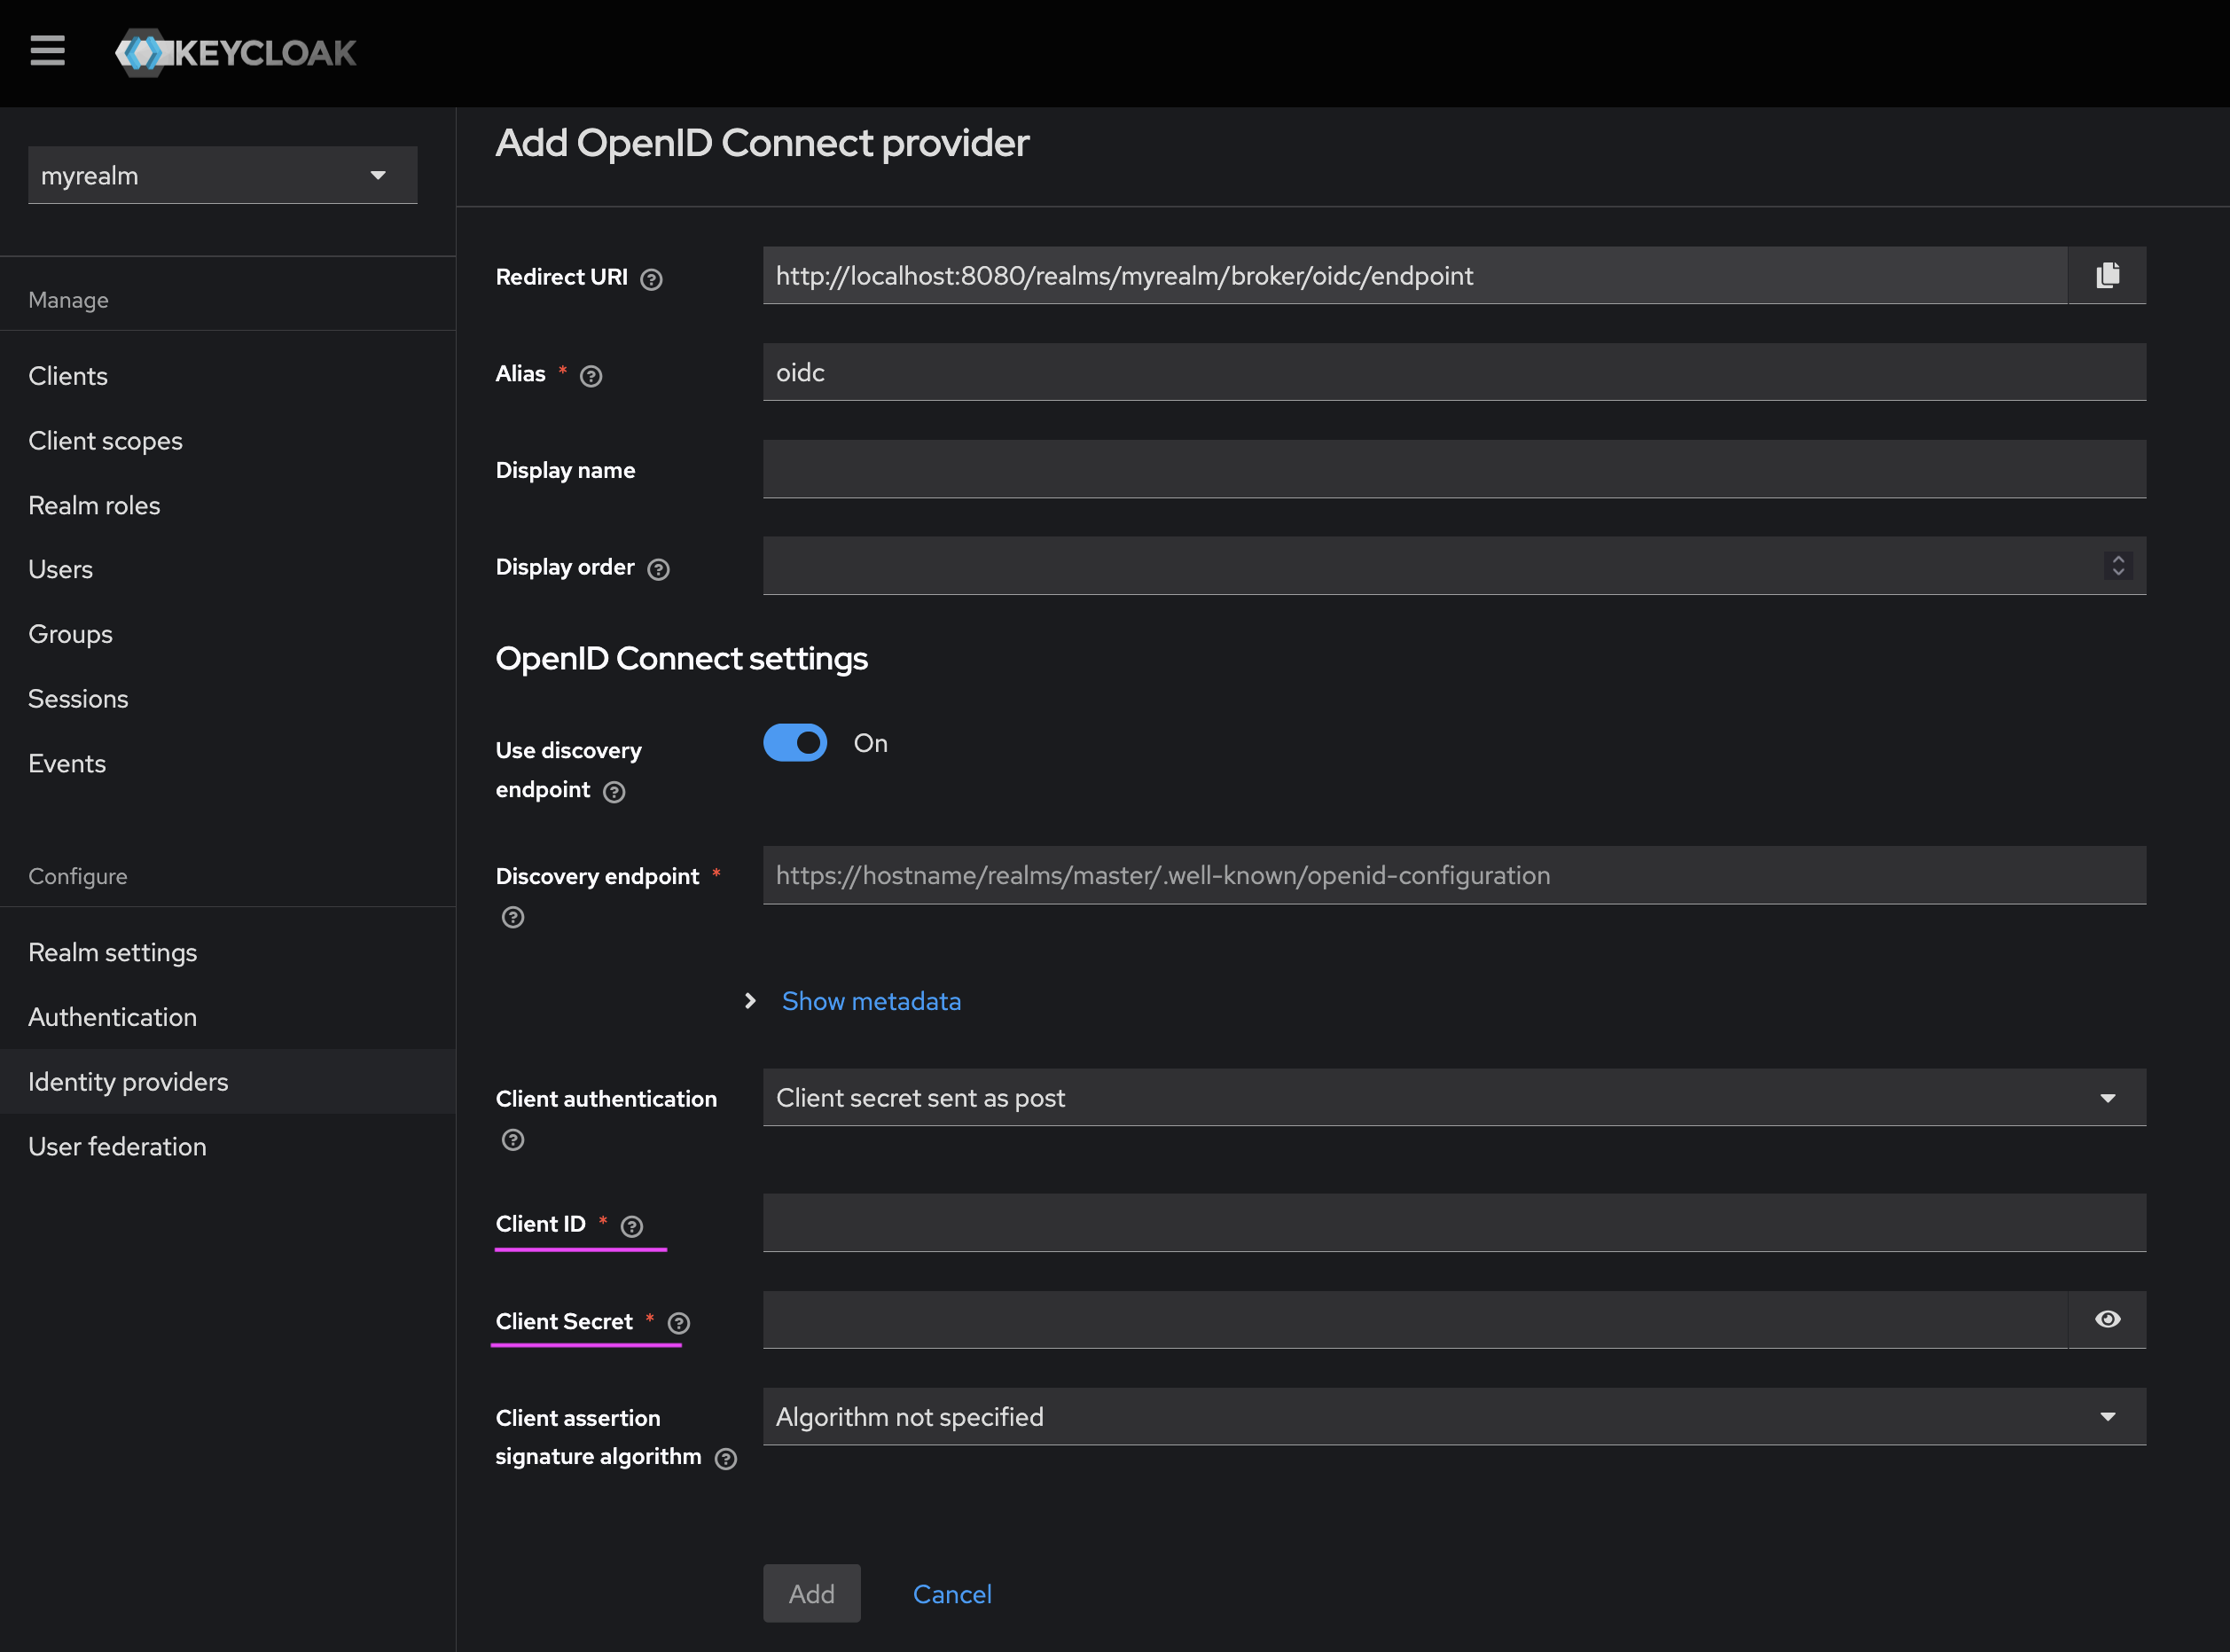 KEYCLOAK
myrealm
Manage
Clients
Client scopes
Realm roles
Users
Groups
Sessions
Events
Configure
Realm settings
Authentication
Identity providers
User federation
Add OpenID Connect provider
Redirect URI
http://localhost:8080/realms/myrealm/broker/oidc/endpoint
Alias *
oidc
Display name
Display order
OpenID Connect settings
Use discovery
endpoint
On
Discovery endpoint *
https://hostname/realms/master/.well-known/openid-configuration
Show metadata
Client authentication
Client secret sent as post
Client ID *
Client Secret *
Client assertion
signature algorithm
Algorithm not specified
Add
Cancel